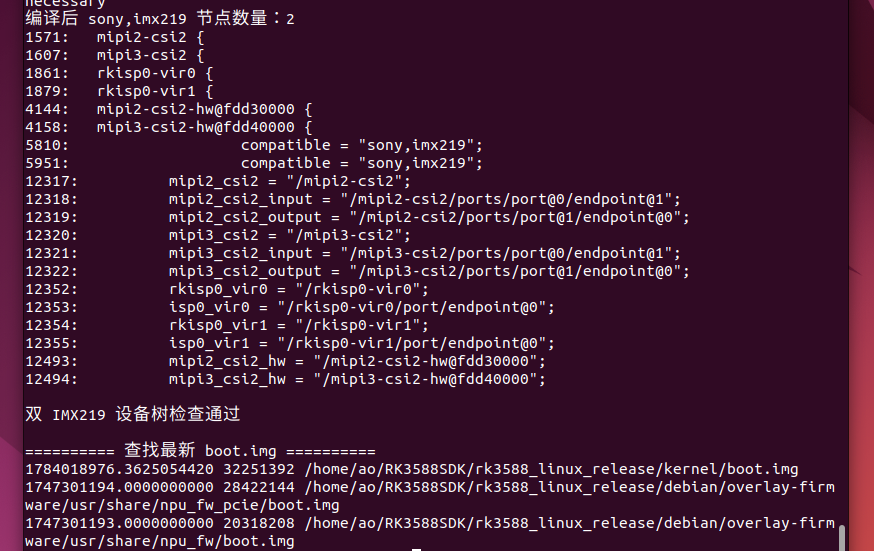 necessary
编译后 sony,imx219 节点数量：2
1571:   mipi2-csi2 {
1607:   mipi3-csi2 {
1861:   rkisp0-vir0 {
1879:   rkisp0-vir1 {
4144:   mipi2-csi2-hw@fdd30000 {
4158:   mipi3-csi2-hw@fdd40000 {
5810:                   compatible = "sony,imx219";
5951:                   compatible = "sony,imx219";
12317:          mipi2_csi2 = "/mipi2-csi2";
12318:          mipi2_csi2_input = "/mipi2-csi2/ports/port@0/endpoint@1";
12319:          mipi2_csi2_output = "/mipi2-csi2/ports/port@1/endpoint@0";
12320:          mipi3_csi2 = "/mipi3-csi2";
12321:          mipi3_csi2_input = "/mipi3-csi2/ports/port@0/endpoint@1";
12322:          mipi3_csi2_output = "/mipi3-csi2/ports/port@1/endpoint@0";
12352:          rkisp0_vir0 = "/rkisp0-vir0";
12353:          isp0_vir0 = "/rkisp0-vir0/port/endpoint@0";
12354:          rkisp0_vir1 = "/rkisp0-vir1";
12355:          isp0_vir1 = "/rkisp0-vir1/port/endpoint@0";
12493:          mipi2_csi2_hw = "/mipi2-csi2-hw@fdd30000";
12494:          mipi3_csi2_hw = "/mipi3-csi2-hw@fdd40000";
双 IMX219 设备树检查通过
========== 查找最新 boot.img ==========
1784018976.3625054420 32251392 /home/ao/RK3588SDK/rk3588_linux_release/kernel/boot.img
1747301194.0000000000 28422144 /home/ao/RK3588SDK/rk3588_linux_release/debian/overlay-firm
ware/usr/share/npu_fw_pcie/boot.img
1747301193.0000000000 20318208 /home/ao/RK3588SDK/rk3588_linux_release/debian/overlay-firm
ware/usr/share/npu_fw/boot.img